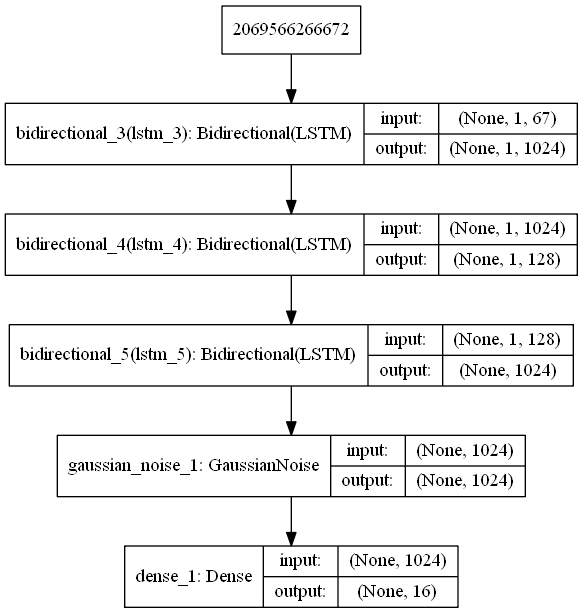 2069566266672
bidirectional_3(lstm_3): Bidirectional(LSTM)
input: (None, 1, 67)
output: (None, 1, 1024)
bidirectional_4(lstm_4): Bidirectional(LSTM)
input: (None, 1, 1024)
output: (None, 1, 128)
bidirectional_5(lstm_5): Bidirectional(LSTM)
input: (None, 1, 128)
output: (None, 1024)
gaussian_noise_1: GaussianNoise
input: (None, 1024)
output: (None, 1024)
dense_1: Dense
input: (None, 1024)
output: (None, 16)